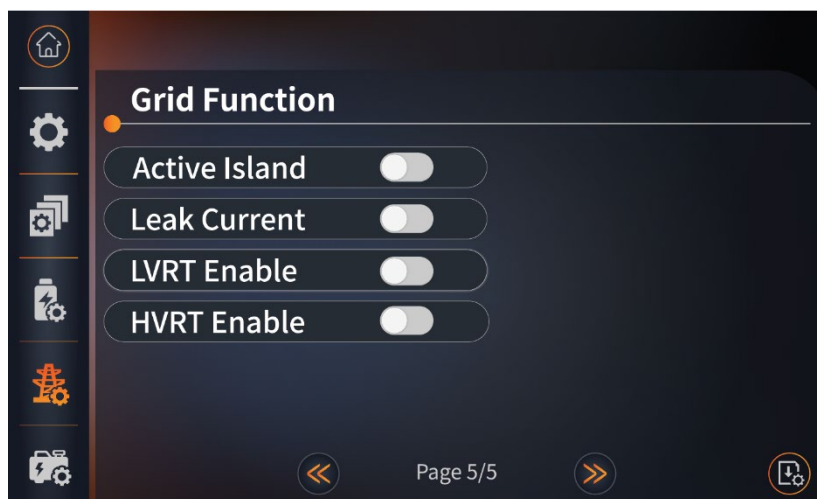 Grid Function
Active Island
Leak Current
LVRT Enable
HVRT Enable
Page 5/5